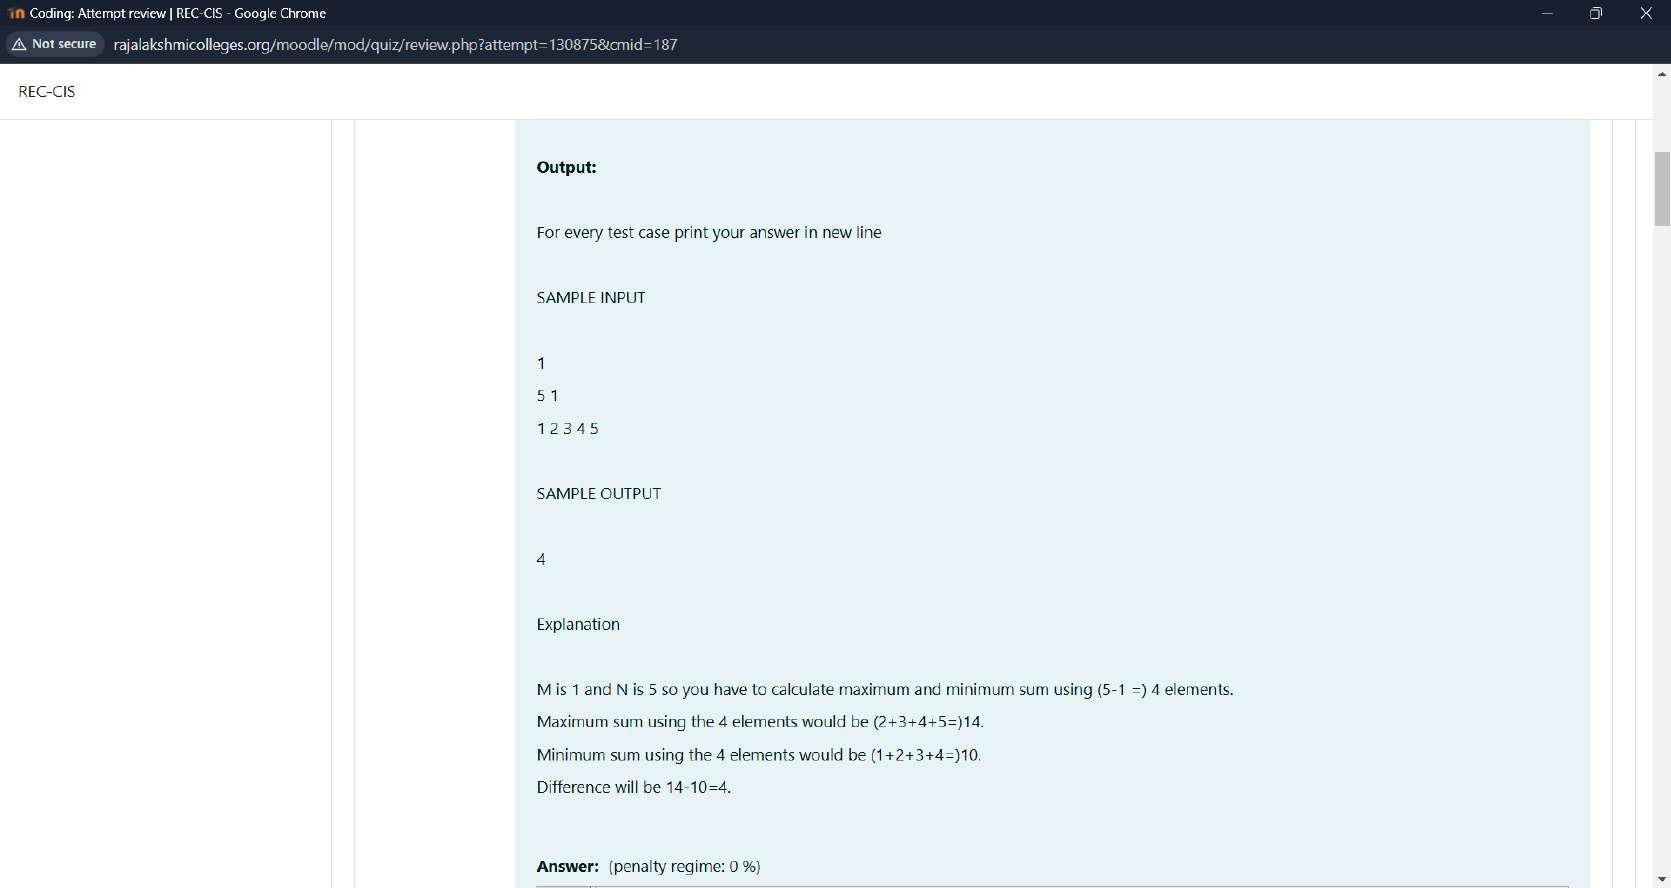 Coding: Attempt review | REC-CIS - Google Chrome
Not secure rajalakshmicolleges.org/moodle/mod/quiz/review.php?attempt=130875&cmid=187
REC-CIS
Output:
For every test case print your answer in new line
SAMPLE INPUT
1
5 1
1 2 3 4 5
SAMPLE OUTPUT
4
Explanation
M is 1 and N is 5 so you have to calculate maximum and minimum sum using (5-1 =) 4 elements.
Maximum sum using the 4 elements would be (2+3+4+5=)14.
Minimum sum using the 4 elements would be (1+2+3+4=)10.
Difference will be 14-10=4.
Answer: (penalty regime: 0 %)